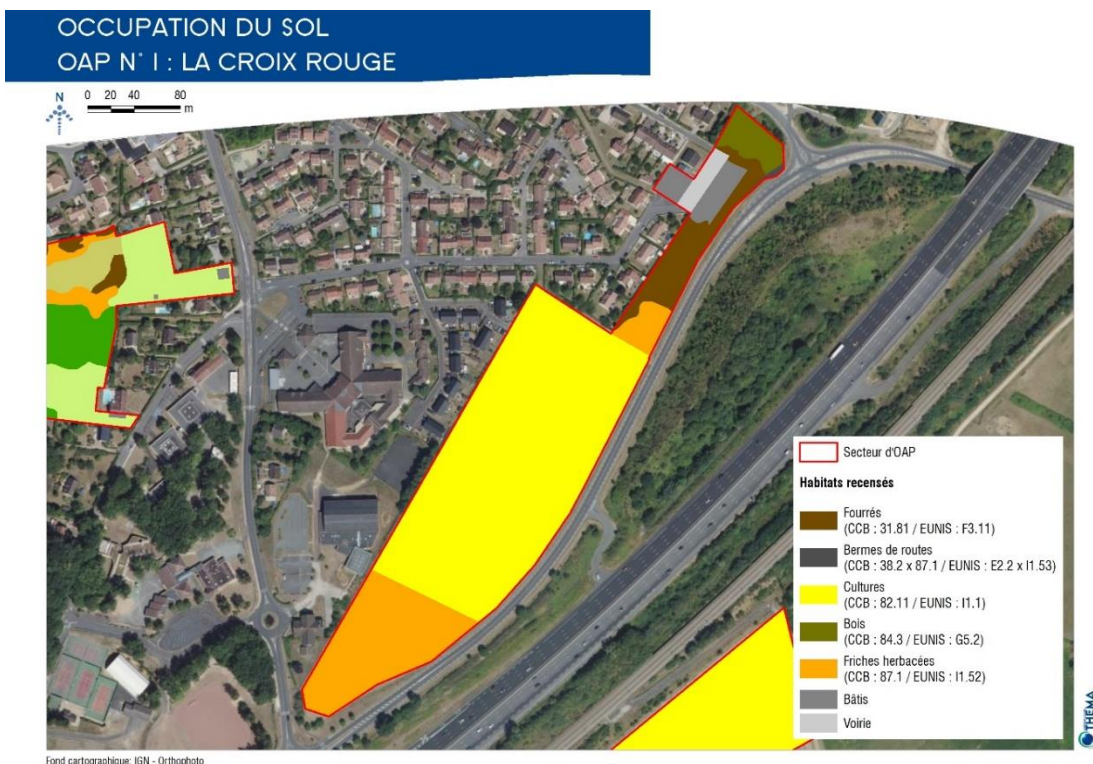 OCCUPATION DU SOL
OAP N° I : LA CROIX ROUGE
N
0 20 40 80
m
Secteur d'OAP
Habitats recensés
Fourrés
(CCB : 31.81 / EUNIS : F3.11)
Bermes de routes
(CCB : 38.2 x 87.1 / EUNIS : E2.2 x I1.53)
Cultures
(CCB : 82.11 / EUNIS : I1.1)
Bois
(CCB : 84.3 / EUNIS : G5.2)
Friches herbacées
(CCB : 87.1 / EUNIS : I1.52)
Bâtis
Voirie
THEMA
Fond cartographique: IGN - Orthophoto